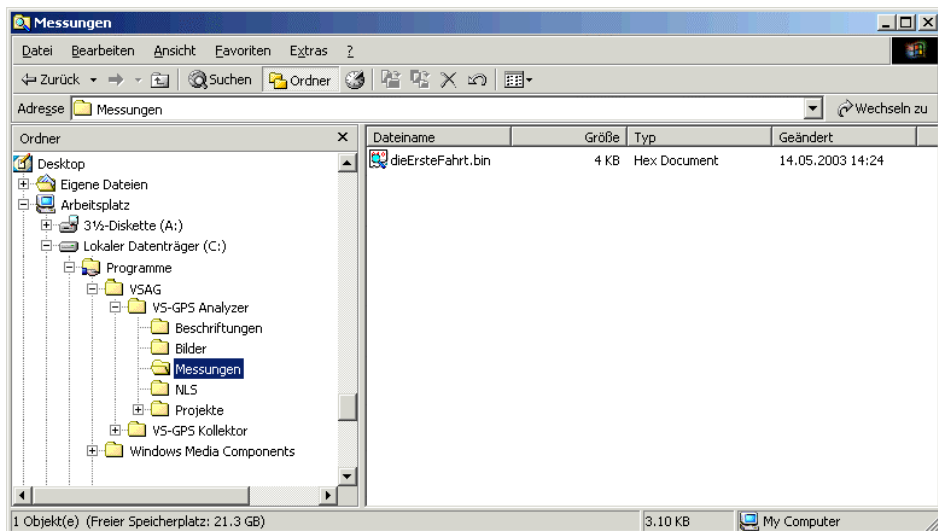 Messungen
Datei Bearbeiten Ansicht Favoriten Extras ?
Zurück Suchen Ordner
Adresse Messungen Wechseln zu
Ordner
Dateiname Größe Typ Geändert
dieErsteFahrt.bin 4 KB Hex Document 14.05.2003 14:24
Desktop
Eigene Dateien
Arbeitsplatz
3½-Diskette (A:)
Lokaler Datenträger (C:)
Programme
VSAG
VS-GPS Analyzer
Beschriftungen
Bilder
Messungen
NLS
Projekte
VS-GPS Kollektor
Windows Media Components
1 Objekt(e) (Freier Speicherplatz: 21.3 GB) 3.10 KB My Computer